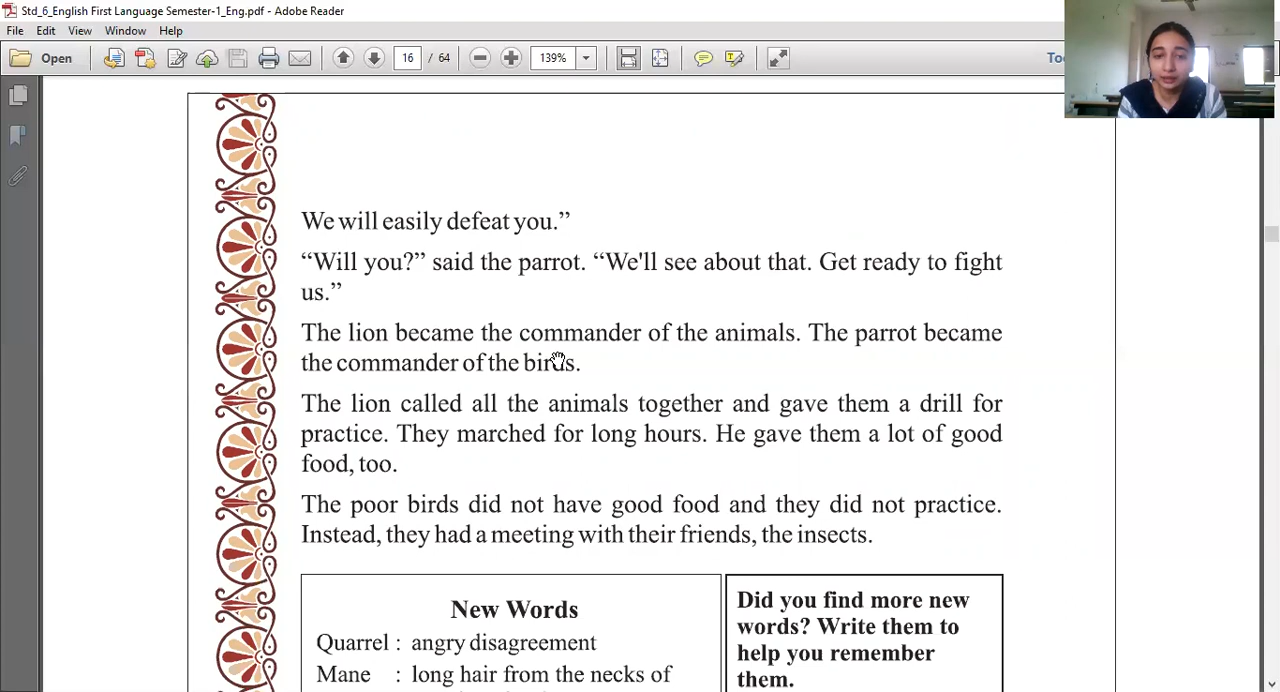 Std_6_English First Language Semester-1_Eng.pdf - Adobe Reader
File Edit View Window Help
Open 16 / 64 139%
We will easily defeat you.”
“Will you?” said the parrot. “We'll see about that. Get ready to fight
us.”
The lion became the commander of the animals. The parrot became
the commander of the birds.
The lion called all the animals together and gave them a drill for
practice. They marched for long hours. He gave them a lot of good
food, too.
The poor birds did not have good food and they did not practice.
Instead, they had a meeting with their friends, the insects.
New Words
Quarrel : angry disagreement
Mane : long hair from the necks of
Did you find more new
words? Write them to
help you remember
them.